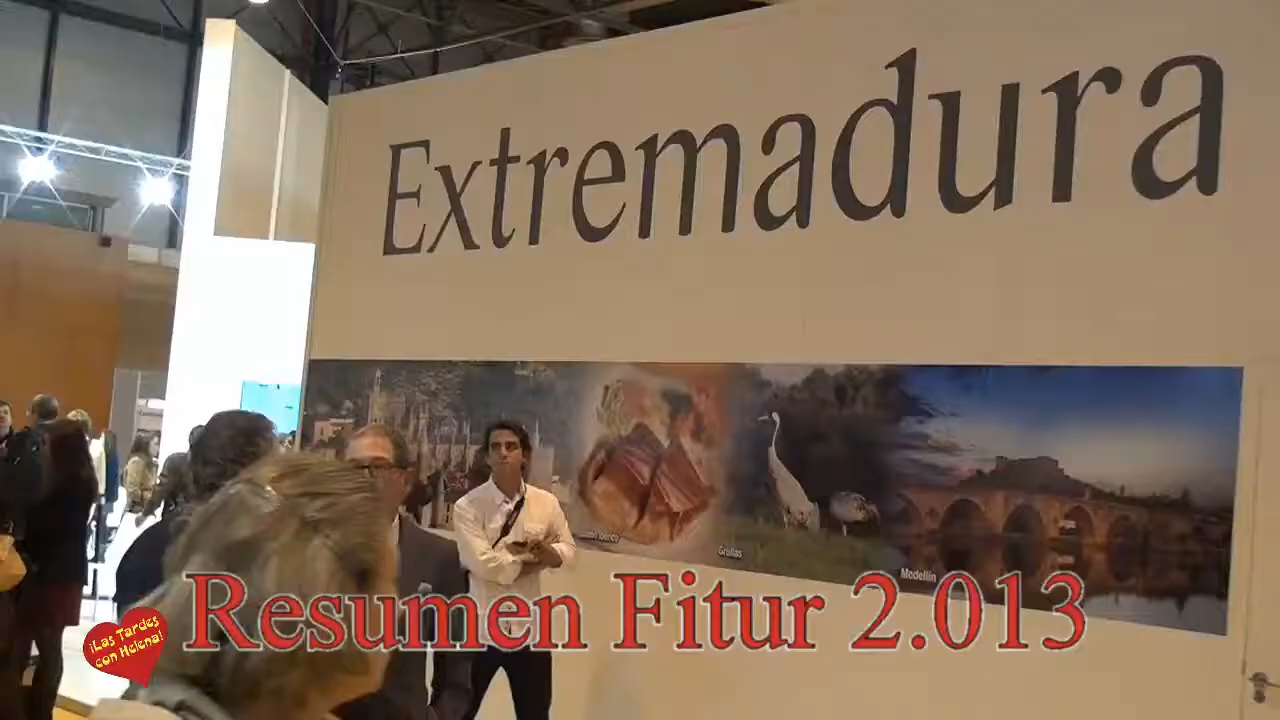 Extremadura
Grullas
Medellín
Resumen Fitur 2.013
¡Las Tardes
con Helena!